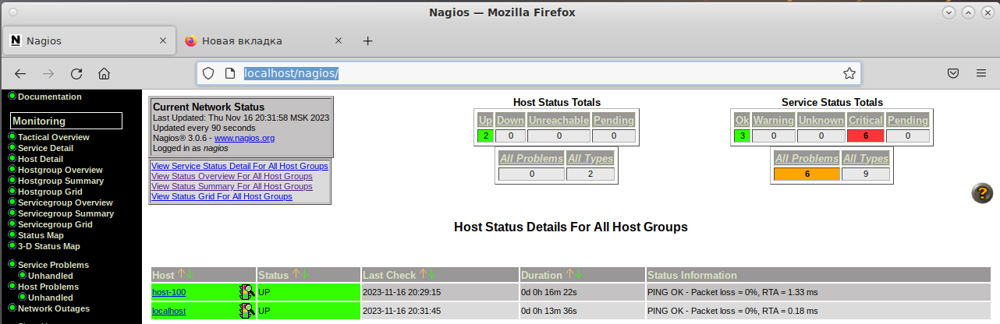 Nagios — Mozilla Firefox
Nagios
Новая вкладка
localhost/nagios/
Documentation
Monitoring
Tactical Overview
Service Detail
Host Detail
Hostgroup Overview
Hostgroup Summary
Hostgroup Grid
Servicegroup Overview
Servicegroup Summary
Servicegroup Grid
Status Map
3-D Status Map
Service Problems
Unhandled
Host Problems
Unhandled
Network Outages
Current Network Status
Last Updated: Thu Nov 16 20:31:58 MSK 2023
Updated every 90 seconds
Nagios® 3.0.6 - www.nagios.org
Logged in as nagios
View Service Status Detail For All Host Groups
View Status Overview For All Host Groups
View Status Summary For All Host Groups
View Status Grid For All Host Groups
Host Status Totals
Up Down Unreachable Pending
2 0 0 0
All Problems All Types
0 2
Service Status Totals
Ok Warning Unknown Critical Pending
3 0 0 6 0
All Problems All Types
6 9
?
Host Status Details For All Host Groups
Host Status Last Check Duration Status Information
host-100 UP 2023-11-16 20:29:15 0d 0h 16m 22s PING OK - Packet loss = 0%, RTA = 1.33 ms
localhost UP 2023-11-16 20:31:45 0d 0h 13m 36s PING OK - Packet loss = 0%, RTA = 0.18 ms